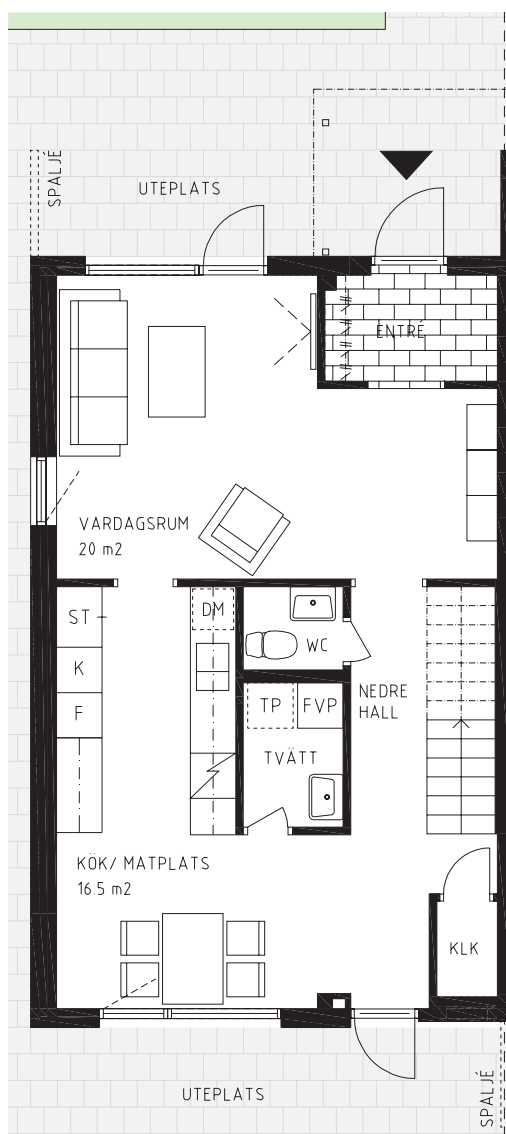 SPALJÉ
UTEPLATS
ENTRÉ
VARDAGSRUM
20 m2
ST
DM
K
WC
F
TP
FVP
NEDRE
HALL
TVÄTT
KÖK/ MATPLATS
16.5 m2
KLK
UTEPLATS
SPALJÉ